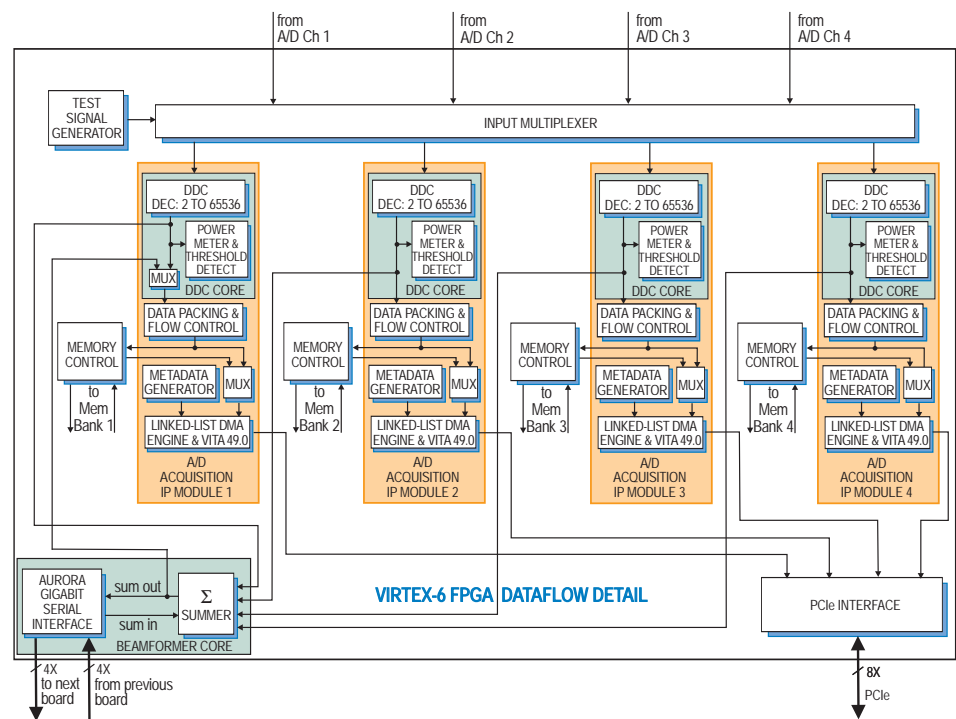 from
A/D Ch 1
from
A/D Ch 2
from
A/D Ch 3
from
A/D Ch 4
TEST
SIGNAL
GENERATOR
INPUT MULTIPLEXER
DDC
DEC: 2 TO 65536
POWER
METER &
THRESHOLD
DETECT
MUX
DDC CORE
DATA PACKING &
FLOW CONTROL
MEMORY
CONTROL
METADATA
GENERATOR
MUX
to
Mem
Bank 1
LINKED-LIST DMA
ENGINE & VITA 49.0
A/D
ACQUISITION
IP MODULE 1
DDC
DEC: 2 TO 65536
POWER
METER &
THRESHOLD
DETECT
DDC CORE
DATA PACKING &
FLOW CONTROL
MEMORY
CONTROL
METADATA
GENERATOR
MUX
to
Mem
Bank 2
LINKED-LIST DMA
ENGINE & VITA 49.0
A/D
ACQUISITION
IP MODULE 2
DDC
DEC: 2 TO 65536
POWER
METER &
THRESHOLD
DETECT
DDC CORE
DATA PACKING &
FLOW CONTROL
MEMORY
CONTROL
METADATA
GENERATOR
MUX
to
Mem
Bank 3
LINKED-LIST DMA
ENGINE & VITA 49.0
A/D
ACQUISITION
IP MODULE 3
DDC
DEC: 2 TO 65536
POWER
METER &
THRESHOLD
DETECT
DDC CORE
DATA PACKING &
FLOW CONTROL
MEMORY
CONTROL
METADATA
GENERATOR
MUX
to
Mem
Bank 4
LINKED-LIST DMA
ENGINE & VITA 49.0
A/D
ACQUISITION
IP MODULE 4
AURORA
GIGABIT
SERIAL
INTERFACE
sum out
sum in
Σ
SUMMER
BEAMFORMER CORE
VIRTEX-6 FPGA DATAFLOW DETAIL
PCIe INTERFACE
4X
to next
board
4X
from previous
board
8X
PCIe